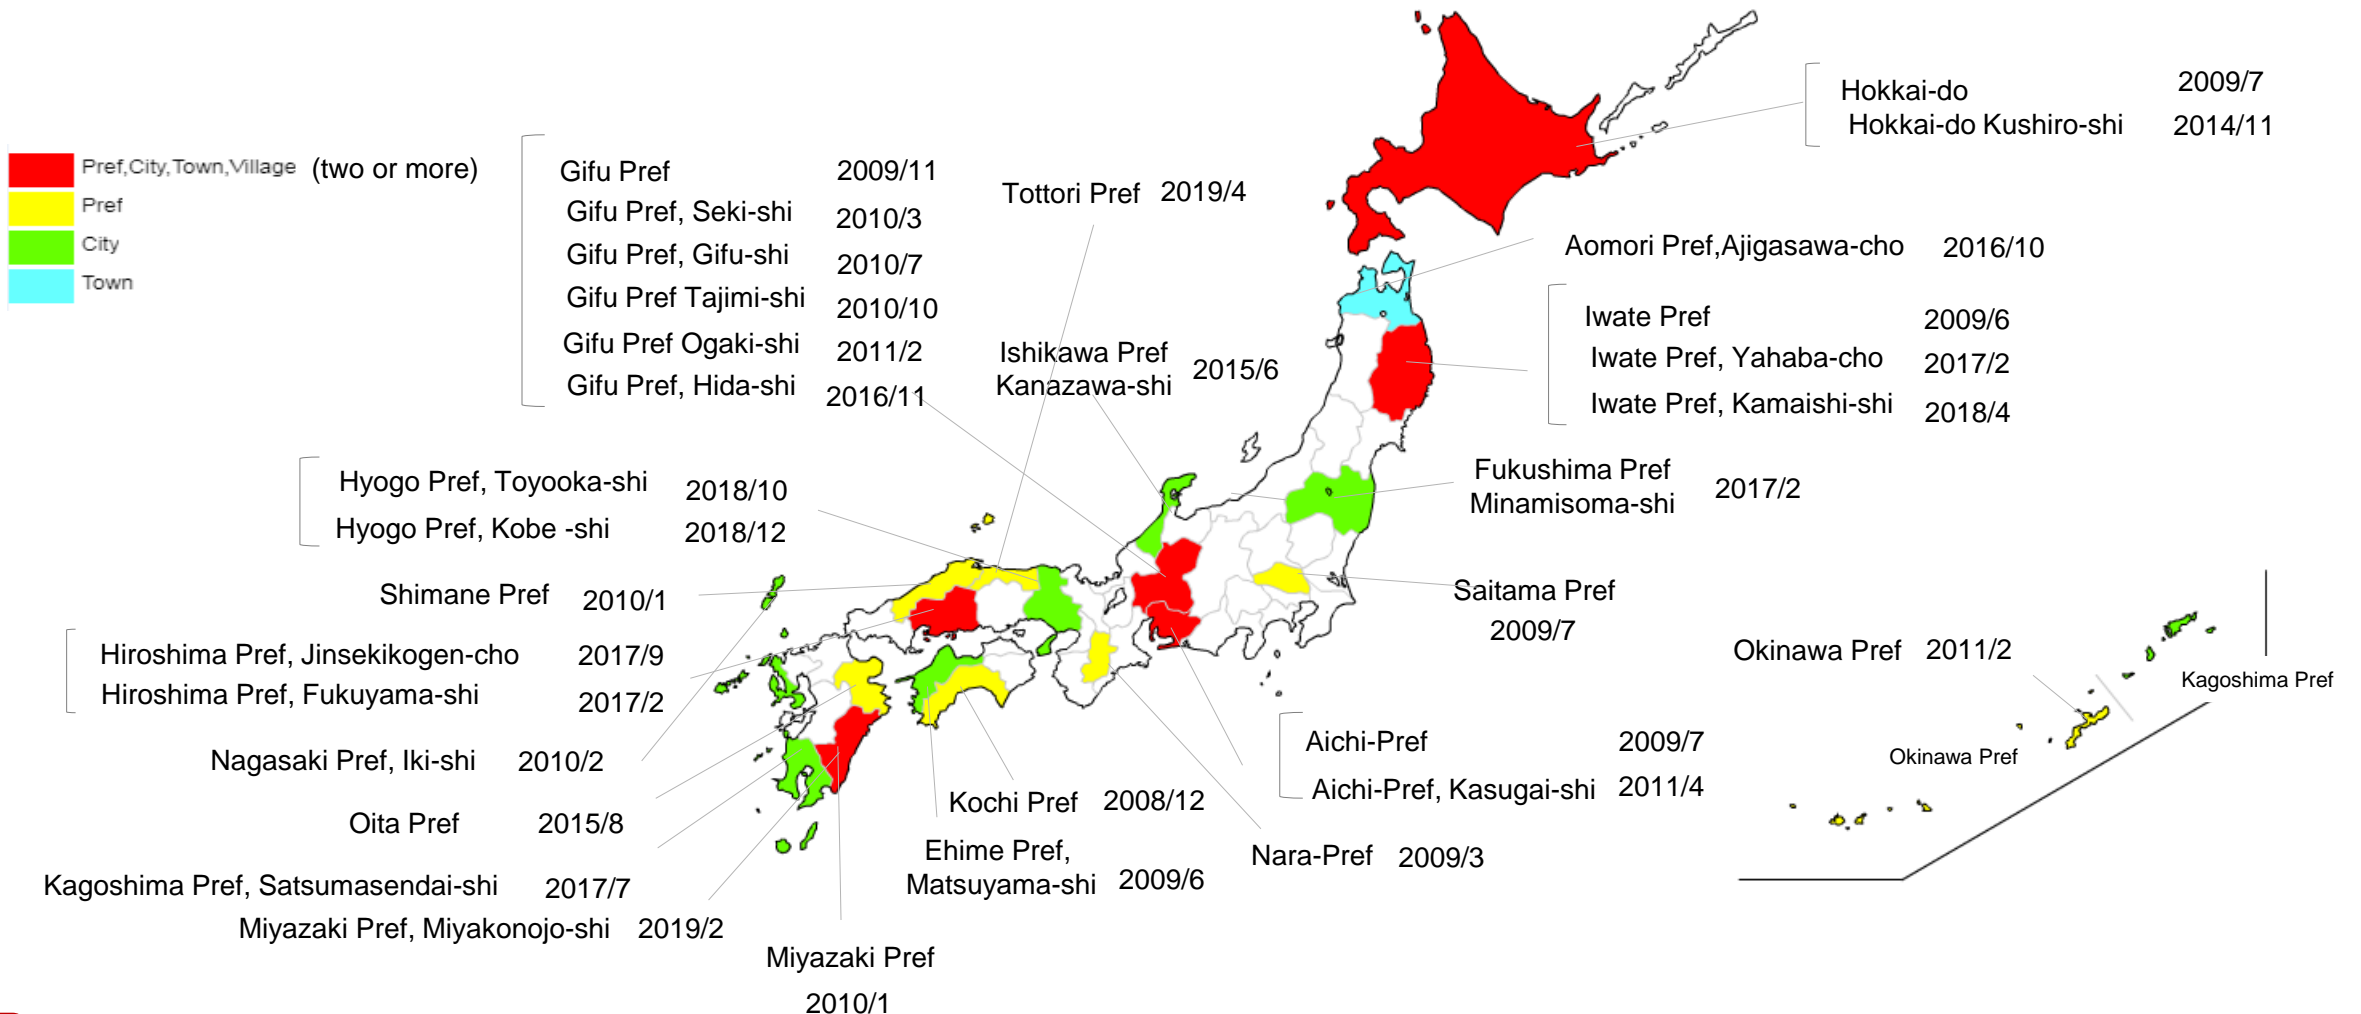 Pref,City,Town,Village (two or more)
Pref
City
Town
Gifu Pref 2009/11
Gifu Pref, Seki-shi 2010/3
Gifu Pref, Gifu-shi 2010/7
Gifu Pref Tajimi-shi 2010/10
Gifu Pref Ogaki-shi 2011/2
Gifu Pref, Hida-shi 2016/11
Tottori Pref 2019/4
Ishikawa Pref
Kanazawa-shi 2015/6
Hokkai-do 2009/7
Hokkai-do Kushiro-shi 2014/11
Aomori Pref,Ajigasawa-cho 2016/10
Iwate Pref 2009/6
Iwate Pref, Yahaba-cho 2017/2
Iwate Pref, Kamaishi-shi 2018/4
Fukushima Pref
Minamisoma-shi 2017/2
Hyogo Pref, Toyooka-shi 2018/10
Hyogo Pref, Kobe -shi 2018/12
Shimane Pref 2010/1
Hiroshima Pref, Jinsekikogen-cho 2017/9
Hiroshima Pref, Fukuyama-shi 2017/2
Nagasaki Pref, Iki-shi 2010/2
Oita Pref 2015/8
Kagoshima Pref, Satsumasendai-shi 2017/7
Miyazaki Pref, Miyakonojo-shi 2019/2
Miyazaki Pref
2010/1
Kochi Pref 2008/12
Ehime Pref,
Matsuyama-shi 2009/6
Nara-Pref 2009/3
Aichi-Pref 2009/7
Aichi-Pref, Kasugai-shi 2011/4
Saitama Pref
2009/7
Okinawa Pref 2011/2
Kagoshima Pref
Okinawa Pref